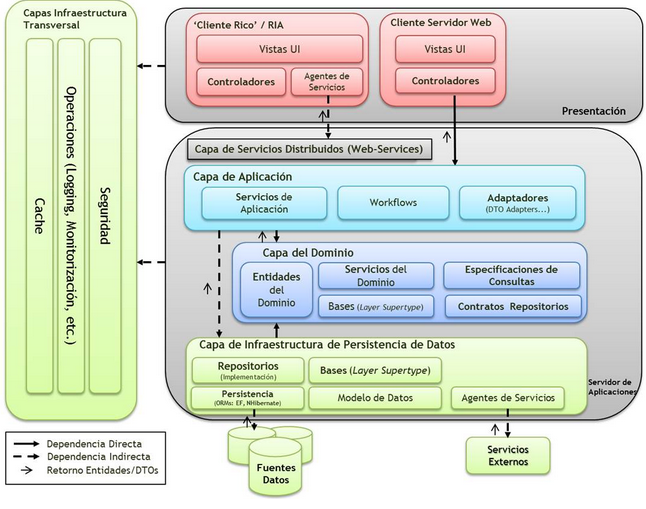 Capas Infraestructura
Transversal
Cache
Operaciones (Logging, Monitorización, etc.)
Seguridad
‘Cliente Rico’ / RIA
Vistas UI
Controladores
Agentes de
Servicios
Cliente Servidor Web
Vistas UI
Controladores
Presentación
Capa de Servicios Distribuidos (Web-Services)
Capa de Aplicación
Servicios de
Aplicación
Workflows
Adaptadores
(DTO Adapters...)
Capa del Dominio
Entidades
del
Dominio
Servicios del
Dominio
Especificaciones de
Consultas
Bases (Layer Supertype)
Contratos Repositorios
Capa de Infraestructura de Persistencia de Datos
Repositorios
(Implementación)
Bases (Layer Supertype)
Persistencia
(ORMs: EF, NHibernate)
Modelo de Datos
Agentes de Servicios
Servidor de
Aplicaciones
Fuentes
Datos
Servicios
Externos
Dependencia Directa
Dependencia Indirecta
Retorno Entidades/DTOs